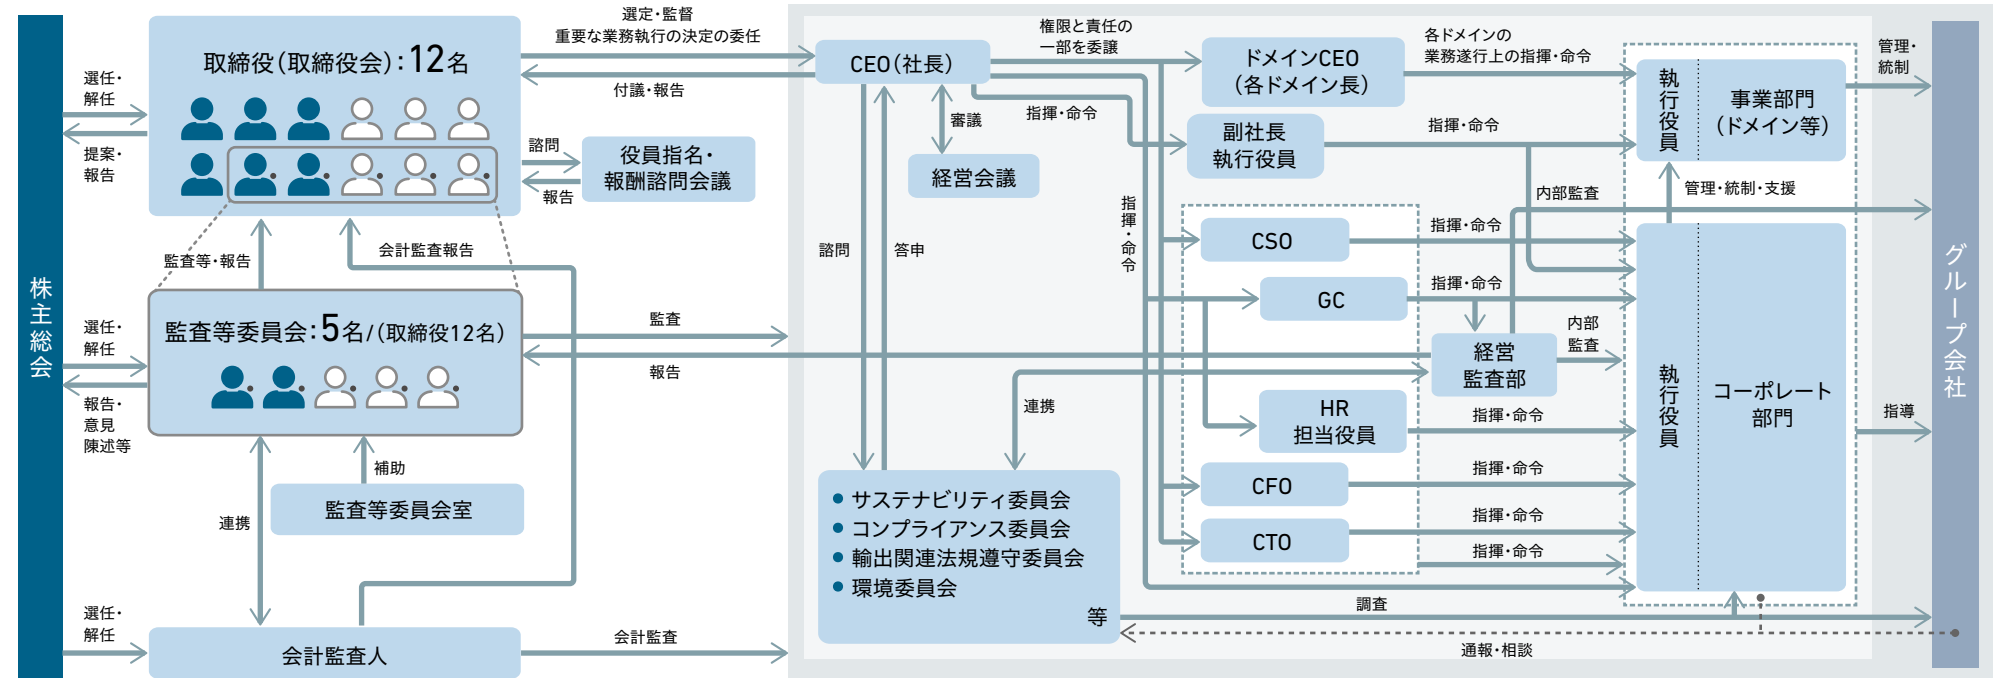 株主総会
選任・
解任
提案・
報告
取締役(取締役会):12名
選定・監督
重要な業務執行の決定の委任
付議・報告
諮問
報告
役員指名・
報酬諮問会議
監査等・報告
会計監査報告
選任・
解任
報告・
意見
陳述等
監査等委員会:5名/(取締役12名)
監査
報告
連携
補助
監査等委員会室
選任・
解任
会計監査人
会計監査
CEO(社長)
審議
経営会議
諮問
答申
権限と責任の
一部を委譲
指揮・命令
指揮・命令
ドメインCEO
(各ドメイン長)
各ドメインの
業務遂行上の指揮・命令
副社長
執行役員
指揮・命令
執行役員
事業部門
(ドメイン等)
管理・
統制
管理・統制・支援
内部監査
CSO
指揮・命令
GC
指揮・命令
経営
監査部
内部
監査
連携
HR
担当役員
指揮・命令
CFO
指揮・命令
CTO
指揮・命令
指揮・命令
執行役員
コーポレート
部門
指導
グループ会社
● サステナビリティ委員会
● コンプライアンス委員会
● 輸出関連法規遵守委員会
● 環境委員会
等
調査
通報・相談